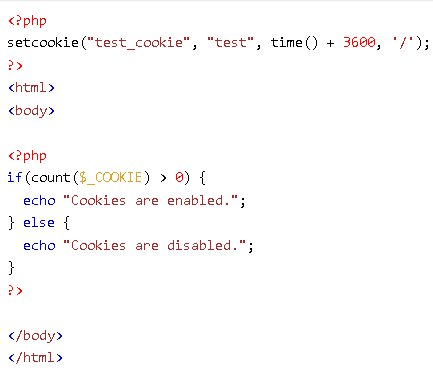 <?php
setcookie("test_cookie", "test", time() + 3600, '/');
?>
<html>
<body>

<?php
if(count($_COOKIE) > 0) {
  echo "Cookies are enabled.";
} else {
  echo "Cookies are disabled.";
}
?>

</body>
</html>